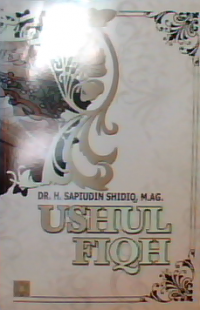 DR. H. SAPIUDIN SHIDIQ, M.AG.
USHUL
FIQH